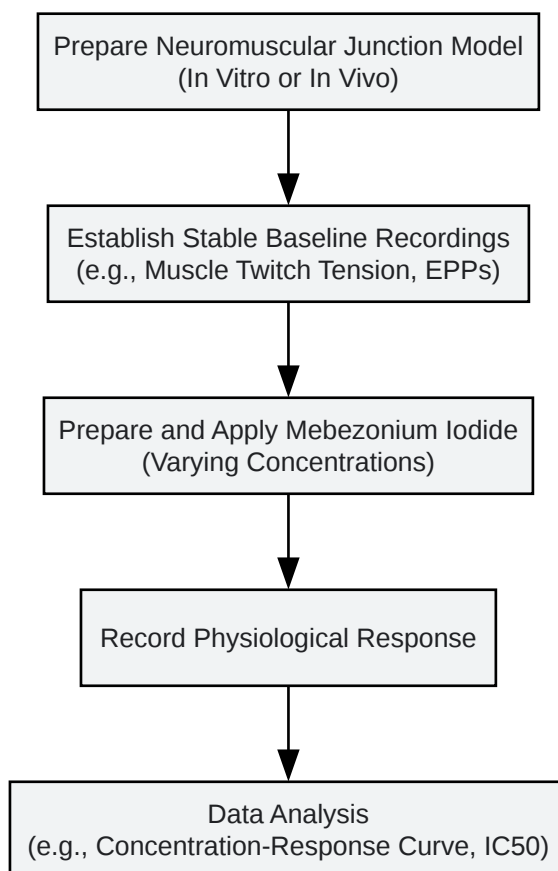 Prepare Neuromuscular Junction Model
(In Vitro or In Vivo)
Establish Stable Baseline Recordings
(e.g., Muscle Twitch Tension, EPPs)
Prepare and Apply Mebezonium Iodide
(Varying Concentrations)
Record Physiological Response
Data Analysis
(e.g., Concentration-Response Curve, IC50)